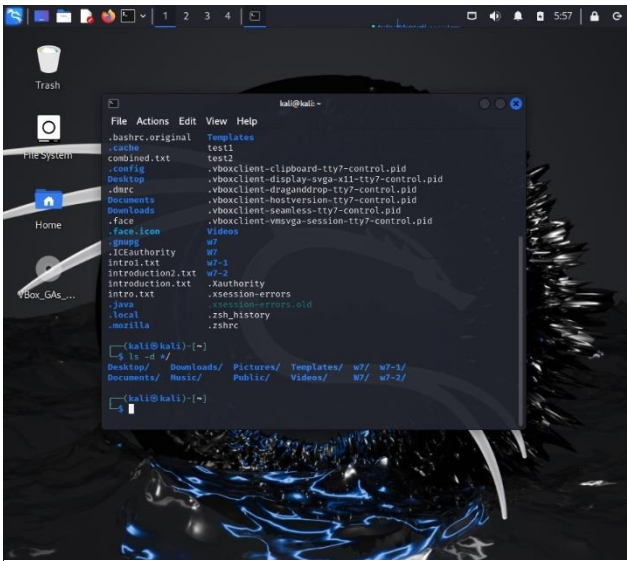 1 2 3 4
5:57
Trash
File System
Home
VBox_GAs_...
kali@kali: ~
File Actions Edit View Help
.bashrc.original Templates
.cache test1
combined.txt test2
.config .vboxclient-clipboard-tty7-control.pid
Desktop .vboxclient-display-svga-x11-tty7-control.pid
.dmrc .vboxclient-draganddrop-tty7-control.pid
Documents .vboxclient-hostversion-tty7-control.pid
Downloads .vboxclient-seamless-tty7-control.pid
.face .vboxclient-vmsvga-session-tty7-control.pid
.face.icon Videos
.gnupg w7
.ICEauthority W7
intro1.txt w7-1
introduction2.txt w7-2
introduction.txt .Xauthority
intro.txt .xsession-errors
.java .xsession-errors.old
.local .zsh_history
.mozilla .zshrc
┌──(kali㉿kali)-[~]
└─$ ls -d */
Desktop/ Downloads/ Pictures/ Templates/ w7/ w7-1/
Documents/ Music/ Public/ Videos/ W7/ w7-2/
┌──(kali㉿kali)-[~]
└─$